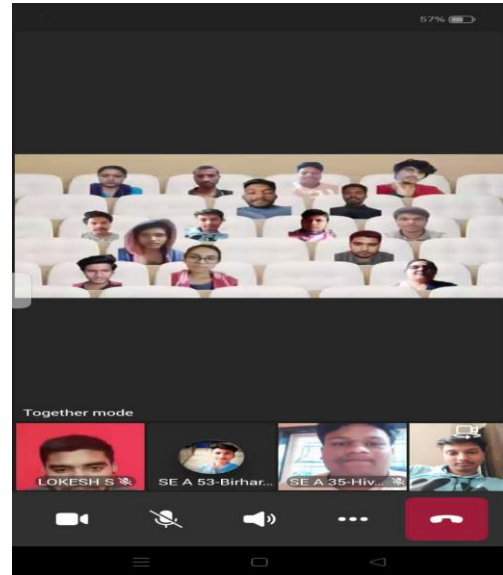 57%
Together mode
LOKESH S
SE A 53-Birhar...
SE A 35-Hiv...